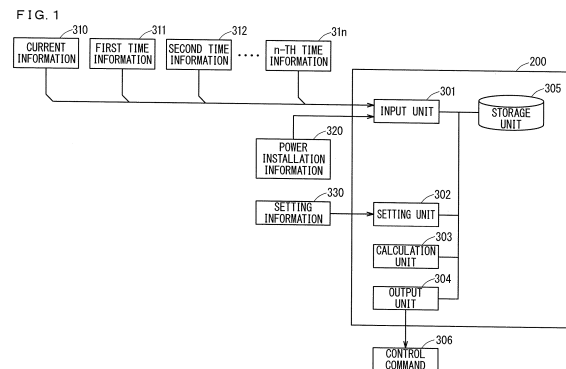 FIG. 1
310 311 312 31n
CURRENT INFORMATION
FIRST TIME INFORMATION
SECOND TIME INFORMATION
....
n-TH TIME INFORMATION
200
301
INPUT UNIT
305
STORAGE UNIT
320
POWER INSTALLATION INFORMATION
330
SETTING INFORMATION
302
SETTING UNIT
303
CALCULATION UNIT
304
OUTPUT UNIT
306
CONTROL COMMAND